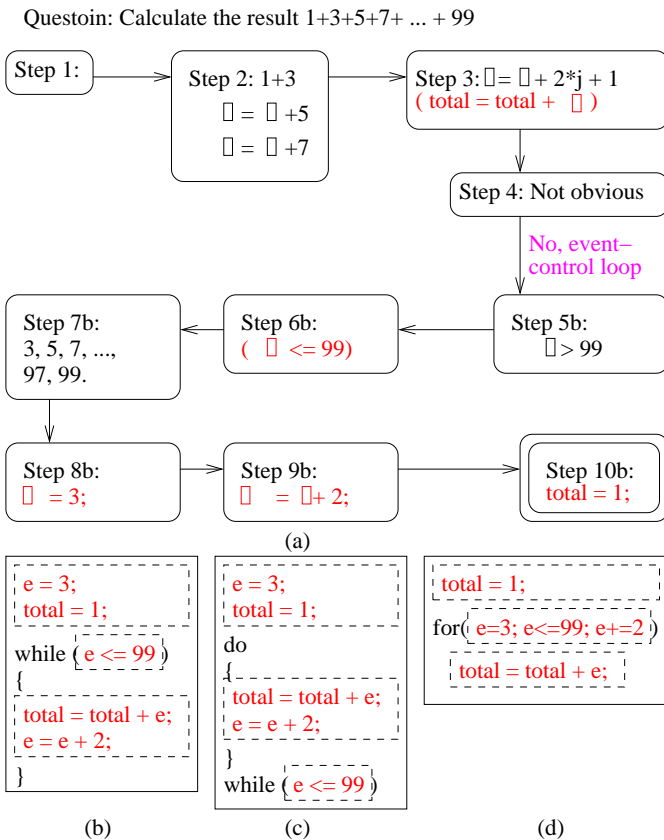 Questoin: Calculate the result 1+3+5+7+ ... + 99
Step 1:
Step 2: 1+3
▯ = ▯ +5
▯ = ▯ +7
Step 3: ▯ = ▯ + 2*j + 1
( total = total + ▯ )
Step 4: Not obvious
No, event–
control loop
Step 5b:
▯ > 99
Step 6b:
( ▯ <= 99)
Step 7b:
3, 5, 7, ...,
97, 99.
Step 8b:
▯ = 3;
Step 9b:
▯ = ▯+ 2;
Step 10b:
total = 1;
(a)
e = 3;
total = 1;
while ( e <= 99 )
{
total = total + e;
e = e + 2;
}
(b)
e = 3;
total = 1;
do
{
total = total + e;
e = e + 2;
}
while ( e <= 99 )
(c)
total = 1;
for( e=3; e<=99; e+=2 )
total = total + e;
(d)